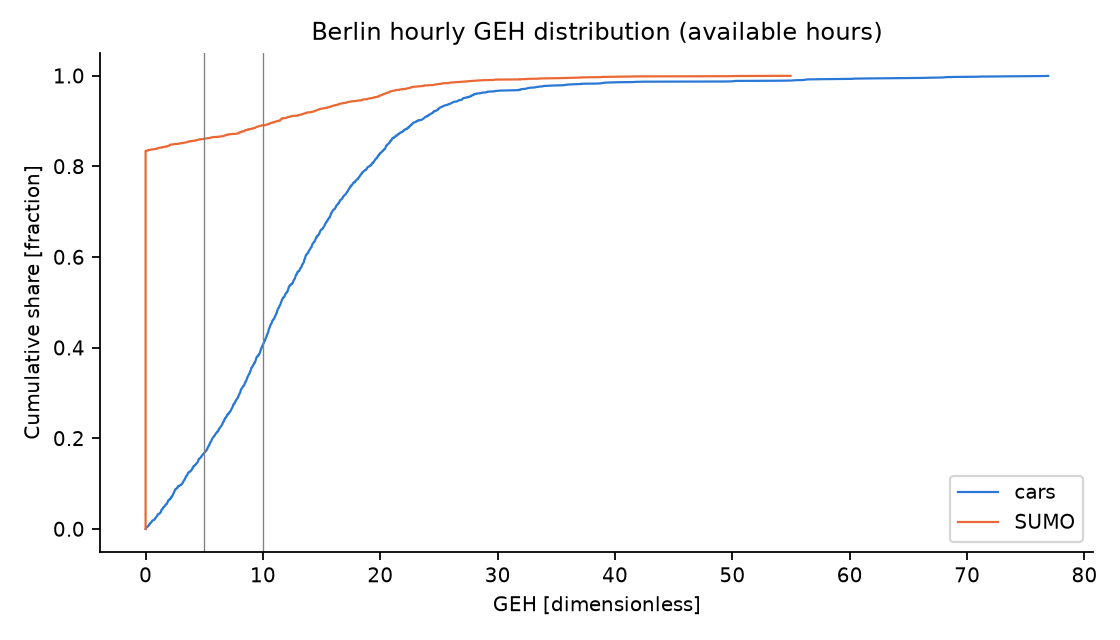 Berlin hourly GEH distribution (available hours)
Cumulative share [fraction]
1.0
0.8
0.6
0.4
0.2
0.0
cars
SUMO
0 10 20 30 40 50 60 70 80
GEH [dimensionless]